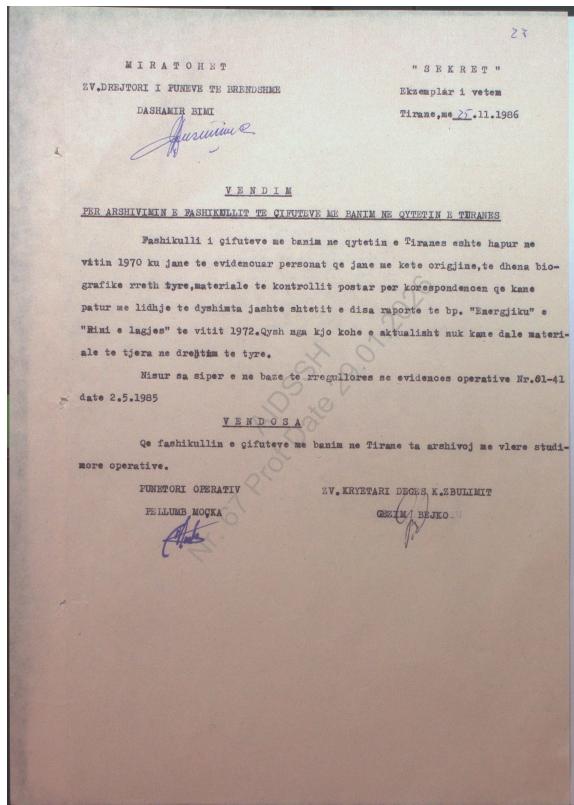 23
M I R A T O H E T
" S E K R E T "
ZV.DREJTORI I PUNEVE TE BRENDSHME
Ekzemplar i vetem
DASHAMIR BIMI
Tirane,me 25.11.1986
V E N D I M
PER ARSHIVIMIN E FASHIKULLIT TE ÇIFUTEVE ME BANIM NE QYTETIN E TIRANES
Fashikulli i çifuteve me banim ne qytetin e Tiranes eshte hapur ne
vitin 1970 ku jane te evidencuar personat qe jane me kete origjine,te dhena bio-
grafike rreth tyre,materiale te kontrollit postar per korespondencen qe kane
patur me lidhje te dyshimta jashte shtetit e disa raporte te bp. "Energjiku" e
"Rini e lagjes" te vitit 1972.Qysh nga kjo kohe e aktualisht nuk kane dale materi-
ale te tjera ne drejtim te tyre.
Nisur sa siper e ne baze te rregullores se evidences operative Nr.01-41
date 2.5.1985
V E N D O S A
Qe fashikullin e çifuteve me banim ne Tirane ta arshivoj me vlere studi-
more operative.
PUNETORI OPERATIV
ZV.KRYETARI DEGES K.ZBULIMIT
PELLUMB MOÇKA
GEZIM BEJKO
AIDSSH
Nr. 67 Prot Date 29.01.2026